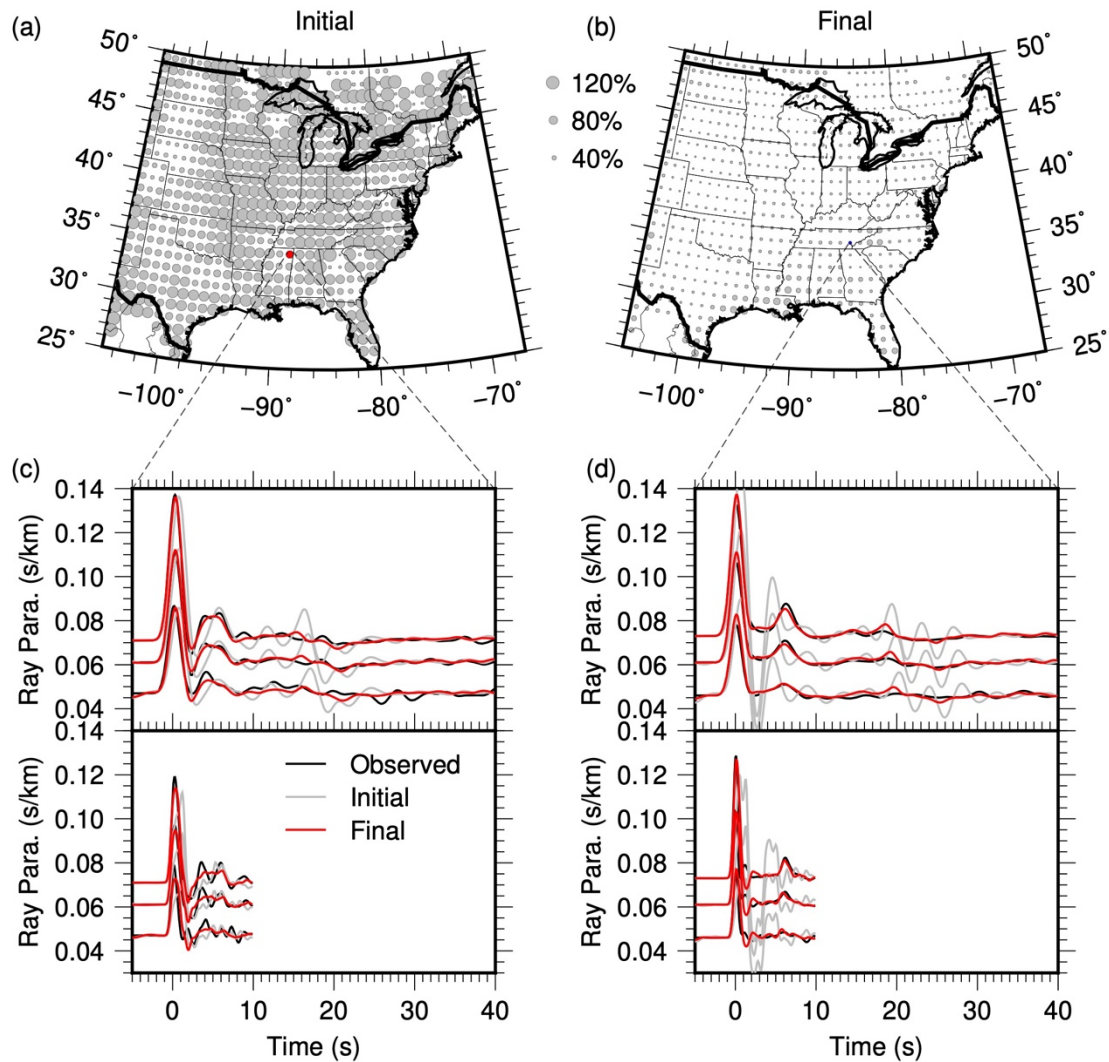 (a) Initial
(b) Final
50° 45° 40° 35° 30° 25°
−100° −90° −80° −70°
120%
80%
40%
50° 45° 40° 35° 30° 25°
−100° −90° −80° −70°
(c)
0.14
0.12
0.10
0.08
0.06
0.04
Ray Para. (s/km)
0.14
0.12
0.10
0.08
0.06
0.04
Ray Para. (s/km)
Observed
Initial
Final
0 10 20 30 40
Time (s)
(d)
0.14
0.12
0.10
0.08
0.06
0.04
Ray Para. (s/km)
0.14
0.12
0.10
0.08
0.06
0.04
Ray Para. (s/km)
0 10 20 30 40
Time (s)